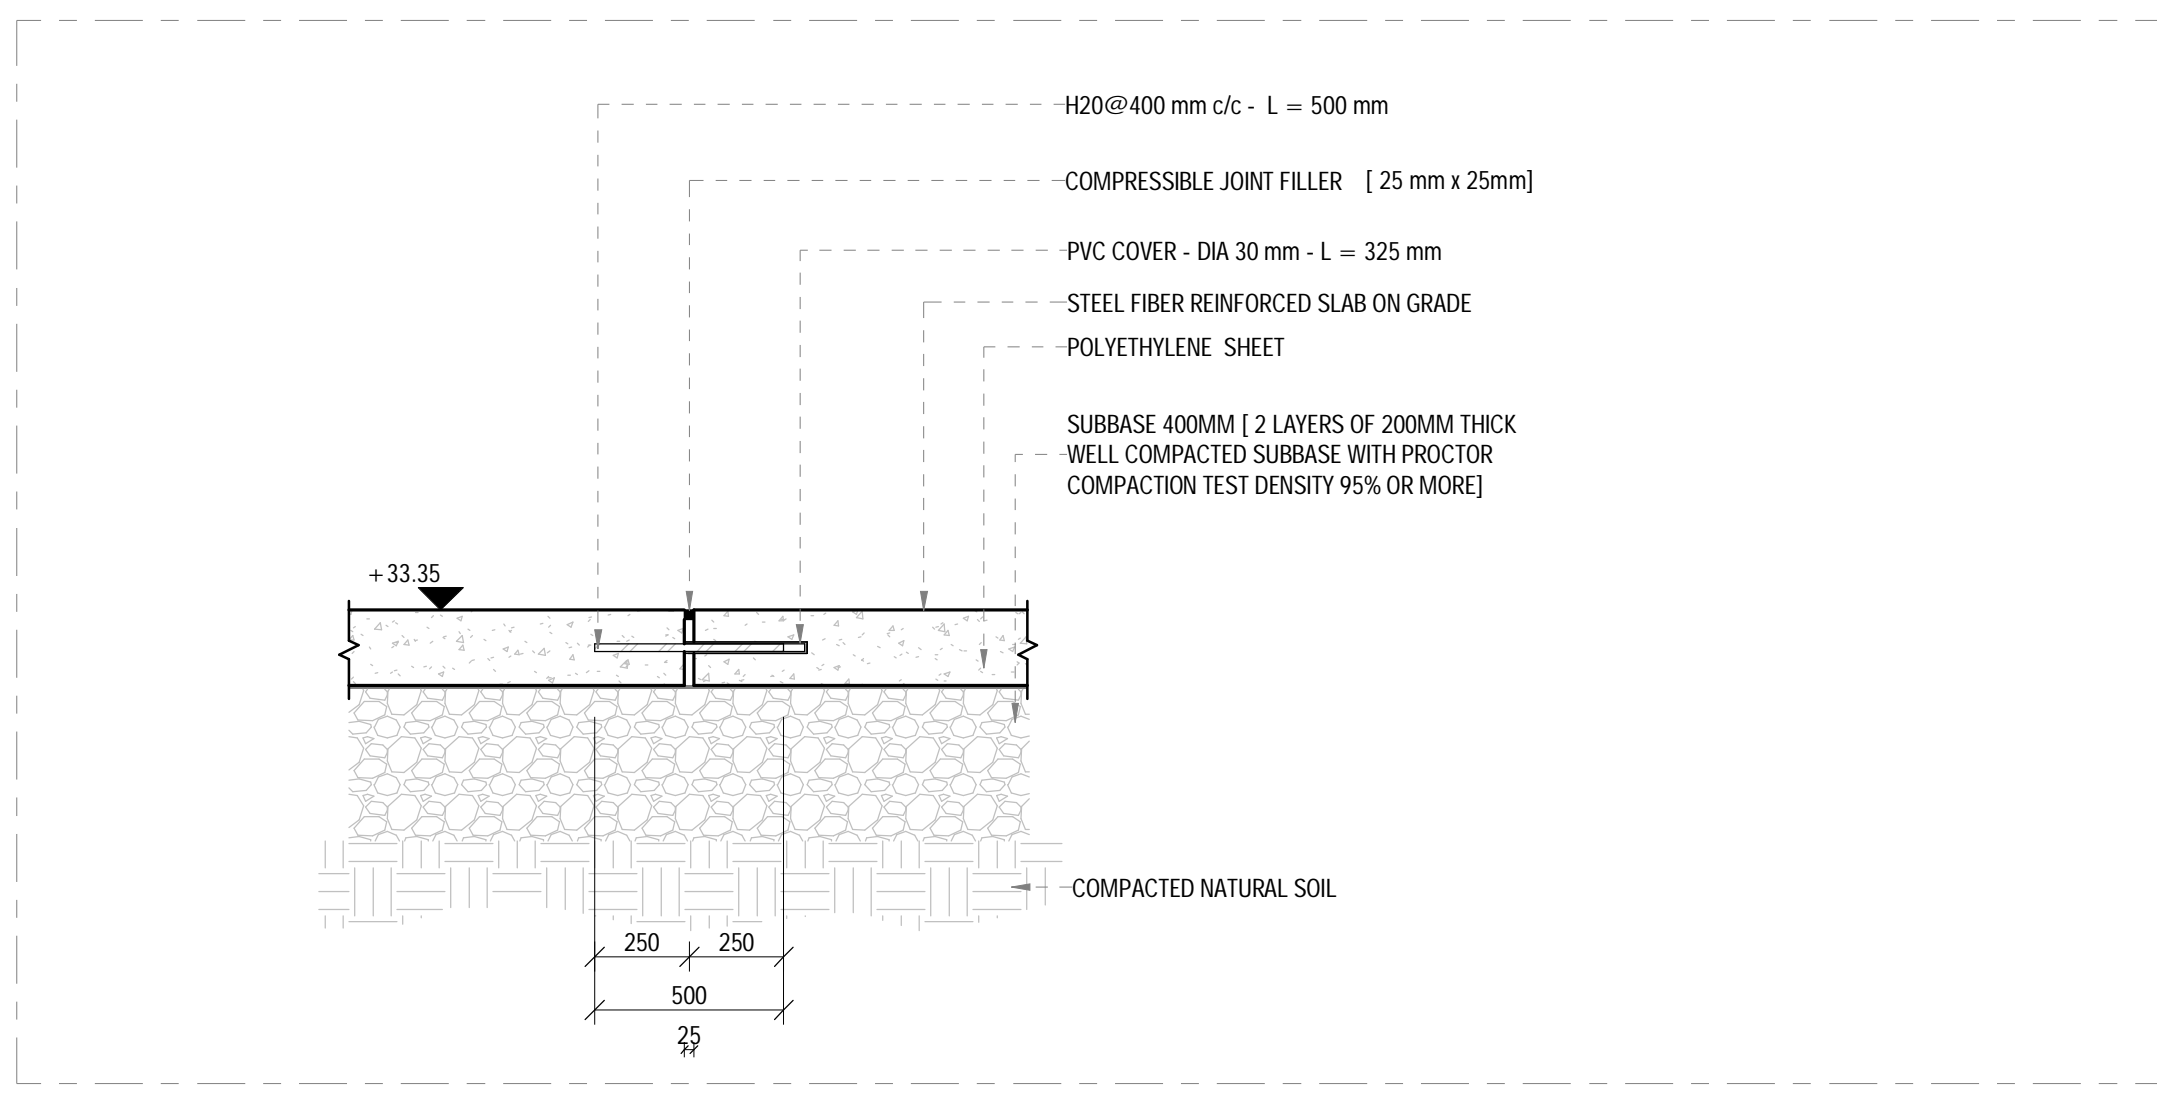 H20@400 mm c/c - L = 500 mm
COMPRESSIBLE JOINT FILLER [ 25 mm x 25mm]
PVC COVER - DIA 30 mm - L = 325 mm
STEEL FIBER REINFORCED SLAB ON GRADE
POLYETHYLENE SHEET
SUBBASE 400MM [ 2 LAYERS OF 200MM THICK
WELL COMPACTED SUBBASE WITH PROCTOR
COMPACTION TEST DENSITY 95% OR MORE]
+33.35
COMPACTED NATURAL SOIL
250 250
500
25